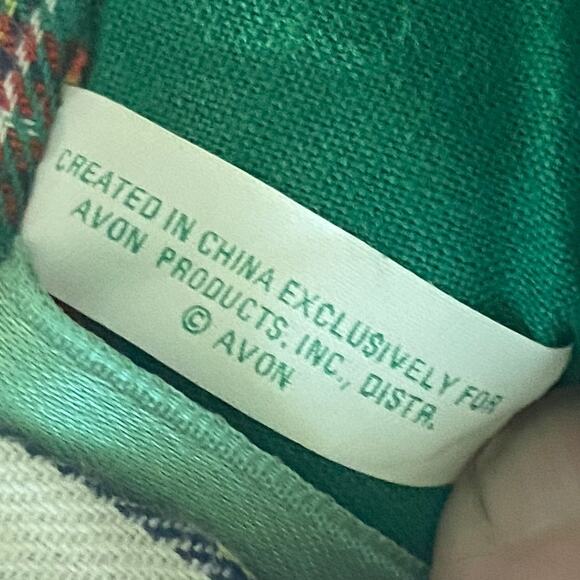 CREATED IN CHINA EXCLUSIVELY FOR
AVON PRODUCTS, INC., DISTR.
© AVON